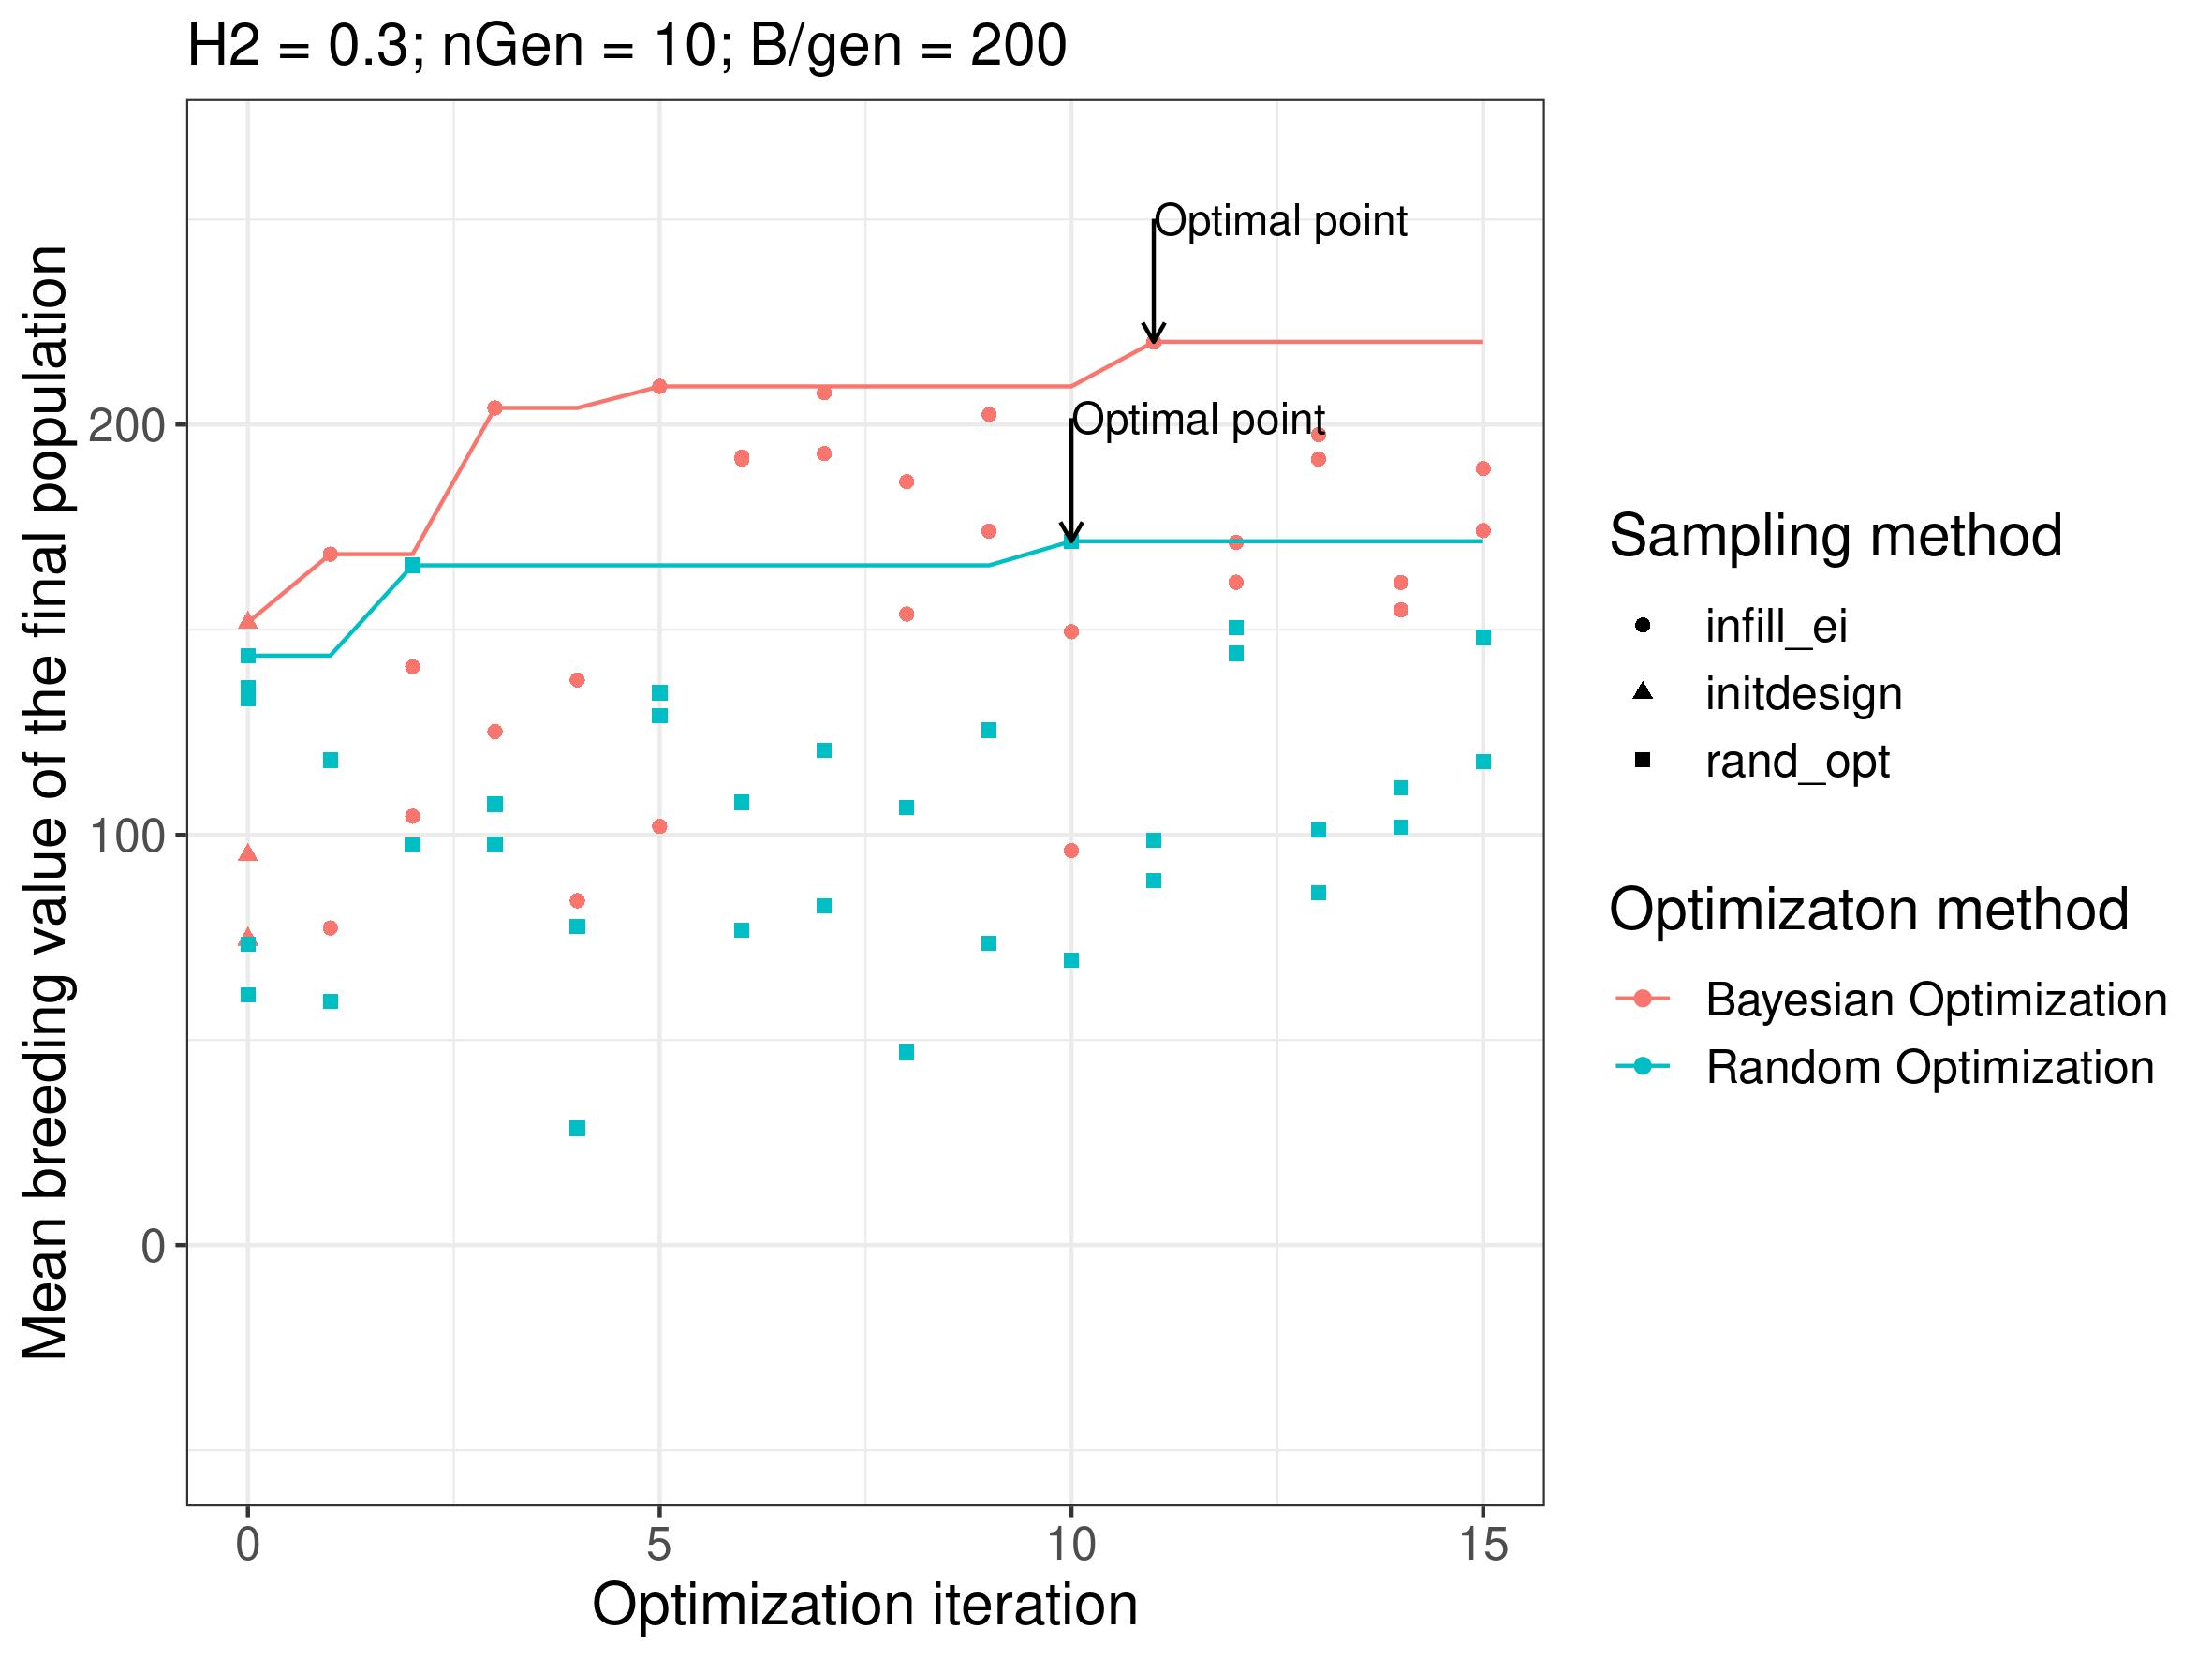 H2 = 0.3; nGen = 10; B/gen = 200
Mean breeding value of the final population
200
100
0
Optimal point
Optimal point
0
5
10
15
Optimization iteration
Sampling method
infill_ei
initdesign
rand_opt
Optimizaton method
Bayesian Optimization
Random Optimization